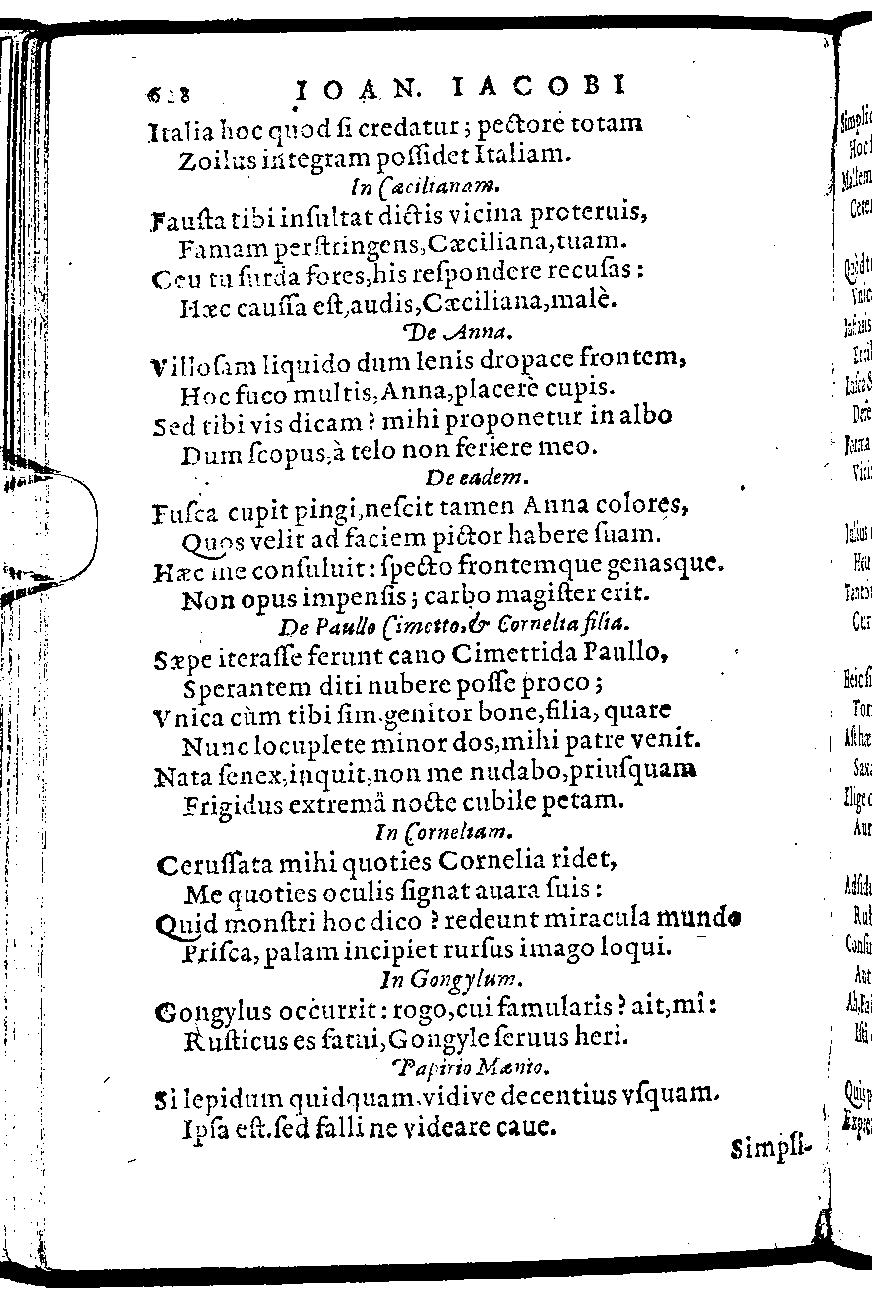 628 IOAN. IACOBI
Italia hoc quod ſi credatur; pectore totam
Zoilus integram poſſidet Italiam.
In Cæcilianam.
Fauſta tibi inſultat dictis vicina proteruis,
Famam perſtringens, Cæciliana, tuam.
Ceu tu ſurda fores, his reſpondere recuſas:
Hæc cauſſa eſt, audis, Cæciliana, malè.
De Anna.
Villoſam liquido dum lenis dropace frontem,
Hoc fuco multis, Anna, placere cupis.
Sed tibi vis dicam? mihi proponetur in albo
Dum ſcopus, à telo non feriere meo.
De eadem.
Fuſca cupit pingi, neſcit tamen Anna colores,
Quos velit ad faciem pictor habere ſuam.
Hæc me conſuluit: ſpecto frontemque genasque.
Non opus impenſis; carbo magiſter erit.
De Paullo Cimetto, & Cornelia filia.
Sæpe iteraſſe ferunt cano Cimettida Paullo,
Sperantem diti nubere poſſe proco;
Vnica cùm tibi ſim, genitor bone, filia, quare
Nunc locuplete minor dos, mihi patre venit.
Nata ſenex, inquit, non me nudabo, priuſquam
Frigidus extremâ nocte cubile petam.
In Corneliam.
Ceruſſata mihi quoties Cornelia ridet,
Me quoties oculis ſignat auara ſuis:
Quid monſtri hoc dico? redeunt miracula mundo
Priſca, palam incipiet rurſus imago loqui.
In Gongylum.
Gongylus occurrit: rogo, cui famularis? ait, mî:
Ruſticus es fatui, Gongyle ſeruus heri.
Papirio Mænio.
Si lepidum quidquam, vidive decentius vſquam.
Ipſa eſt. ſed falli ne videare caue.
Simpli-